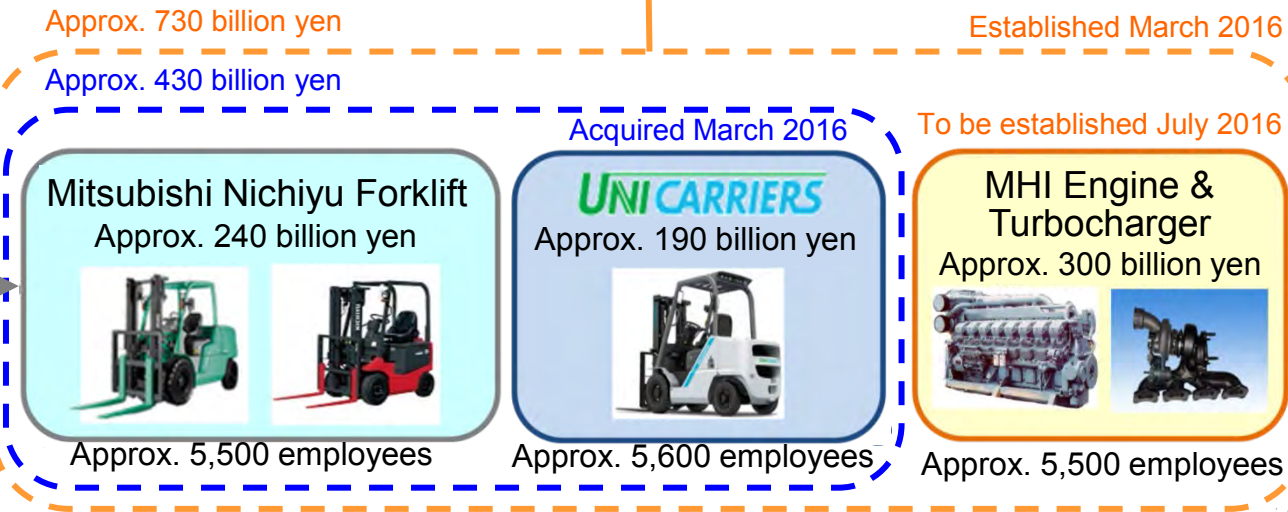 Approx. 730 billion yen
Established March 2016
Approx. 430 billion yen
Acquired March 2016
To be established July 2016
Mitsubishi Nichiyu Forklift
Approx. 240 billion yen
UNICARRIERS
Approx. 190 billion yen
MHI Engine &
Turbocharger
Approx. 300 billion yen
NICHIYU
Approx. 5,500 employees
Approx. 5,600 employees
Approx. 5,500 employees